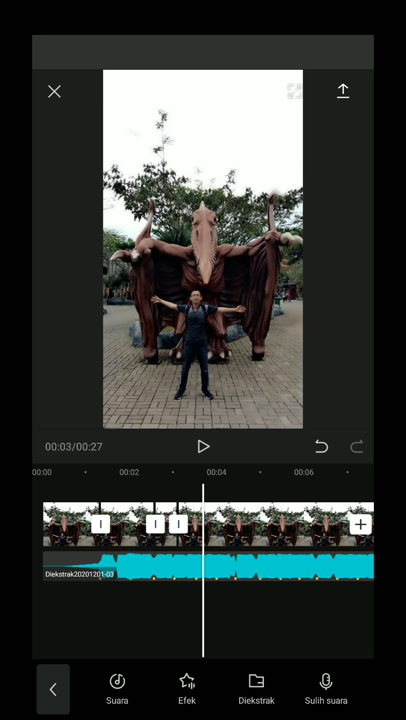 00:03/00:27
00:00
00:02
00:04
00:06
Diekstrak20201201-03
Suara
Efek
Diekstrak
Sulih suara